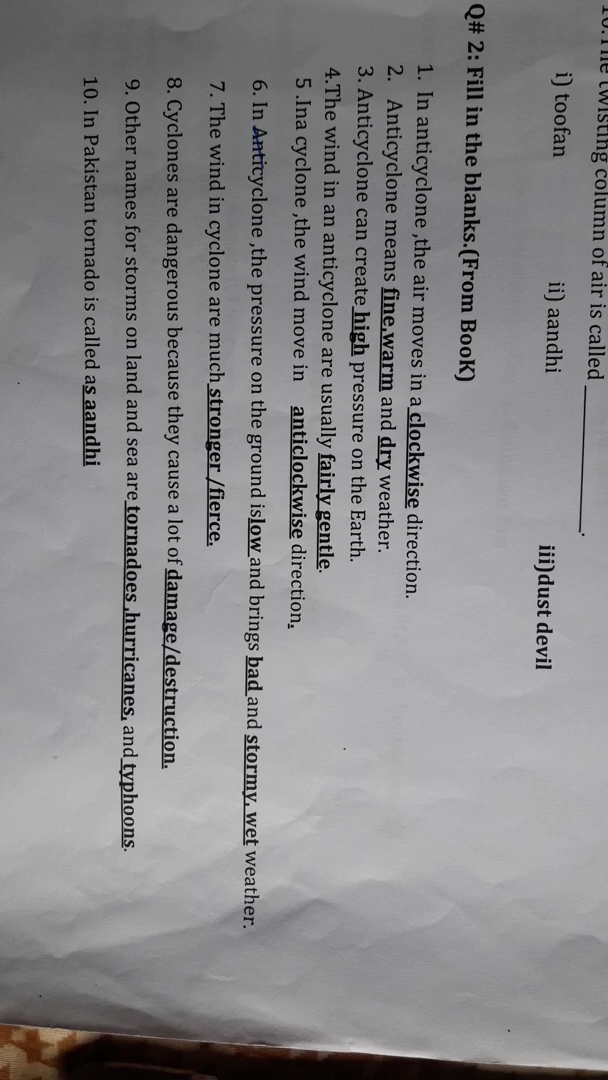 The twisting column of air is called ____________.
i) toofan ii) aandhi iii)dust devil
Q# 2: Fill in the blanks.(From BooK)
1. In anticyclone ,the air moves in a clockwise direction.
2. Anticyclone means fine,warm and dry weather.
3. Anticyclone can create high pressure on the Earth.
4.The wind in an anticyclone are usually fairly gentle.
5 .Ina cyclone ,the wind move in anticlockwise direction.
6. In Anticyclone ,the pressure on the ground islow and brings bad and stormy, wet weather.
7. The wind in cyclone are much stronger /fierce.
8. Cyclones are dangerous because they cause a lot of damage/destruction.
9. Other names for storms on land and sea are tornadoes ,hurricanes, and typhoons.
10. In Pakistan tornado is called as aandhi